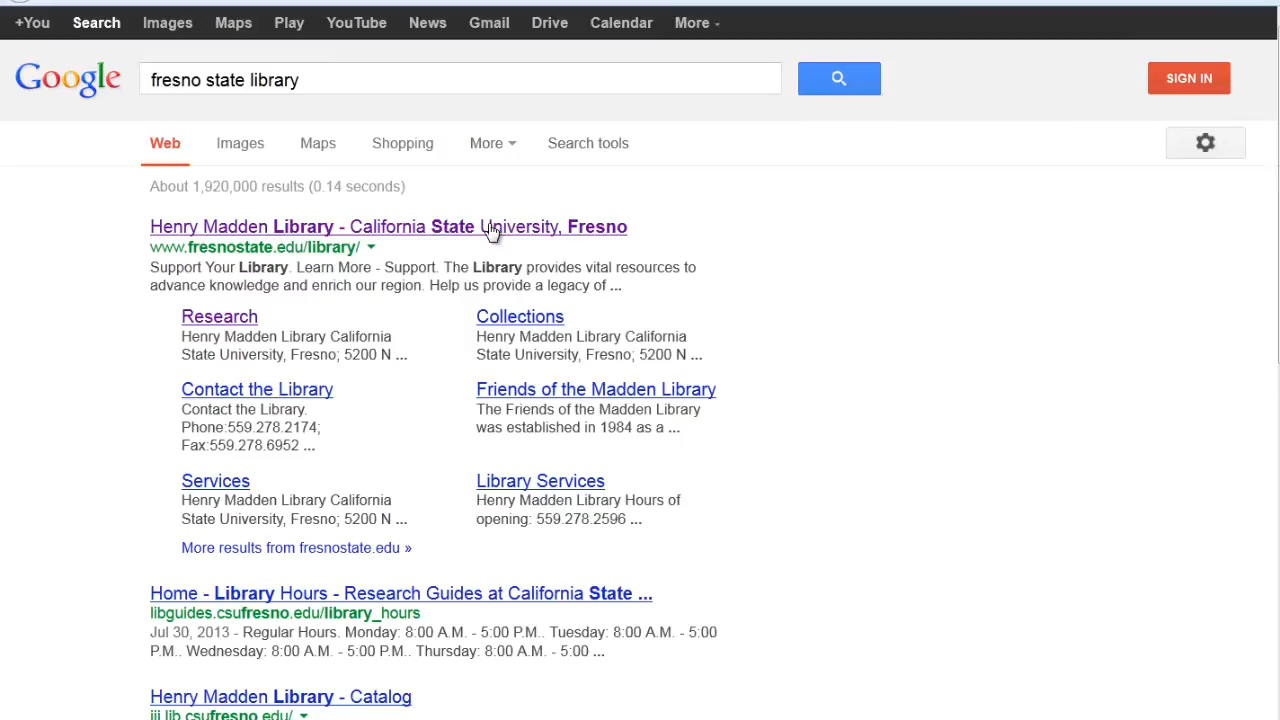 +You Search Images Maps Play YouTube News Gmail Drive Calendar More
Google fresno state library SIGN IN
Web Images Maps Shopping More Search tools
About 1,920,000 results (0.14 seconds)
Henry Madden Library - California State University, Fresno
www.fresnostate.edu/library/
Support Your Library. Learn More - Support. The Library provides vital resources to
advance knowledge and enrich our region. Help us provide a legacy of ...
Research
Henry Madden Library California
State University, Fresno; 5200 N ...
Collections
Henry Madden Library California
State University, Fresno; 5200 N ...
Contact the Library
Contact the Library.
Phone:559.278.2174;
Fax:559.278.6952 ...
Friends of the Madden Library
The Friends of the Madden Library
was established in 1984 as a ...
Services
Henry Madden Library California
State University, Fresno; 5200 N ...
Library Services
Henry Madden Library Hours of
opening: 559.278.2596 ...
More results from fresnostate.edu »
Home - Library Hours - Research Guides at California State ...
libguides.csufresno.edu/library_hours
Jul 30, 2013 - Regular Hours. Monday: 8:00 A.M. - 5:00 P.M.. Tuesday: 8:00 A.M. - 5:00
P.M.. Wednesday: 8:00 A.M. - 5:00 P.M.. Thursday: 8:00 A.M. - 5:00 ...
Henry Madden Library - Catalog
iii.lib.csufresno.edu/